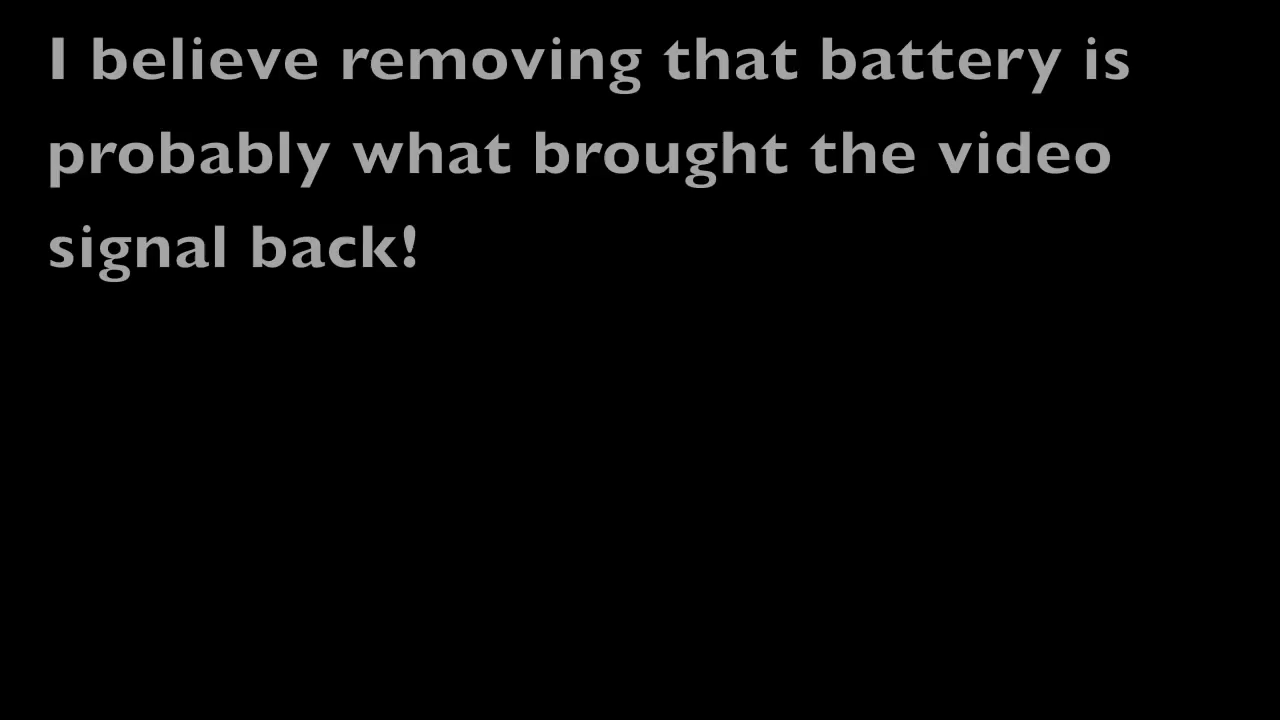 I believe removing that battery is
probably what brought the video
signal back!